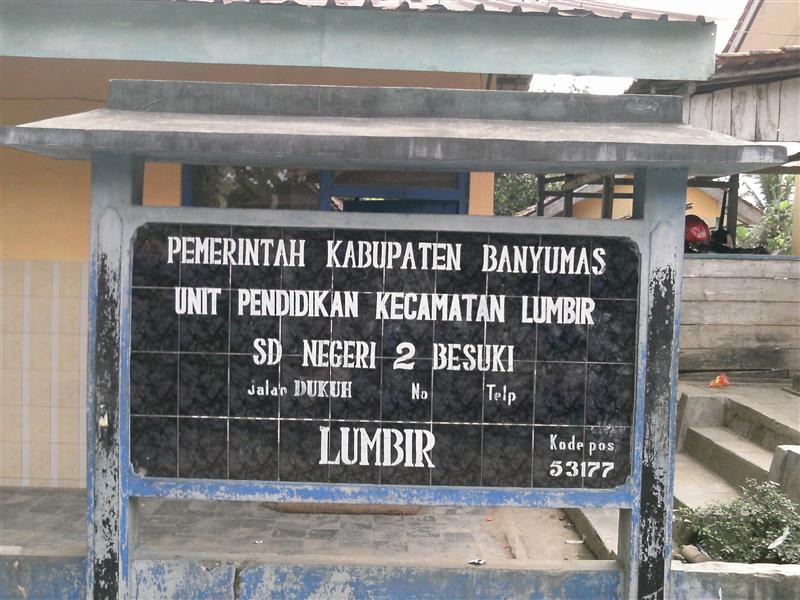 PEMERINTAH KABUPATEN BANYUMAS
UNIT PENDIDIKAN KECAMATAN LUMBIR
SD NEGERI 2 BESUKI
Jalan DUKUH No Telp
LUMBIR
Kode pos
53177